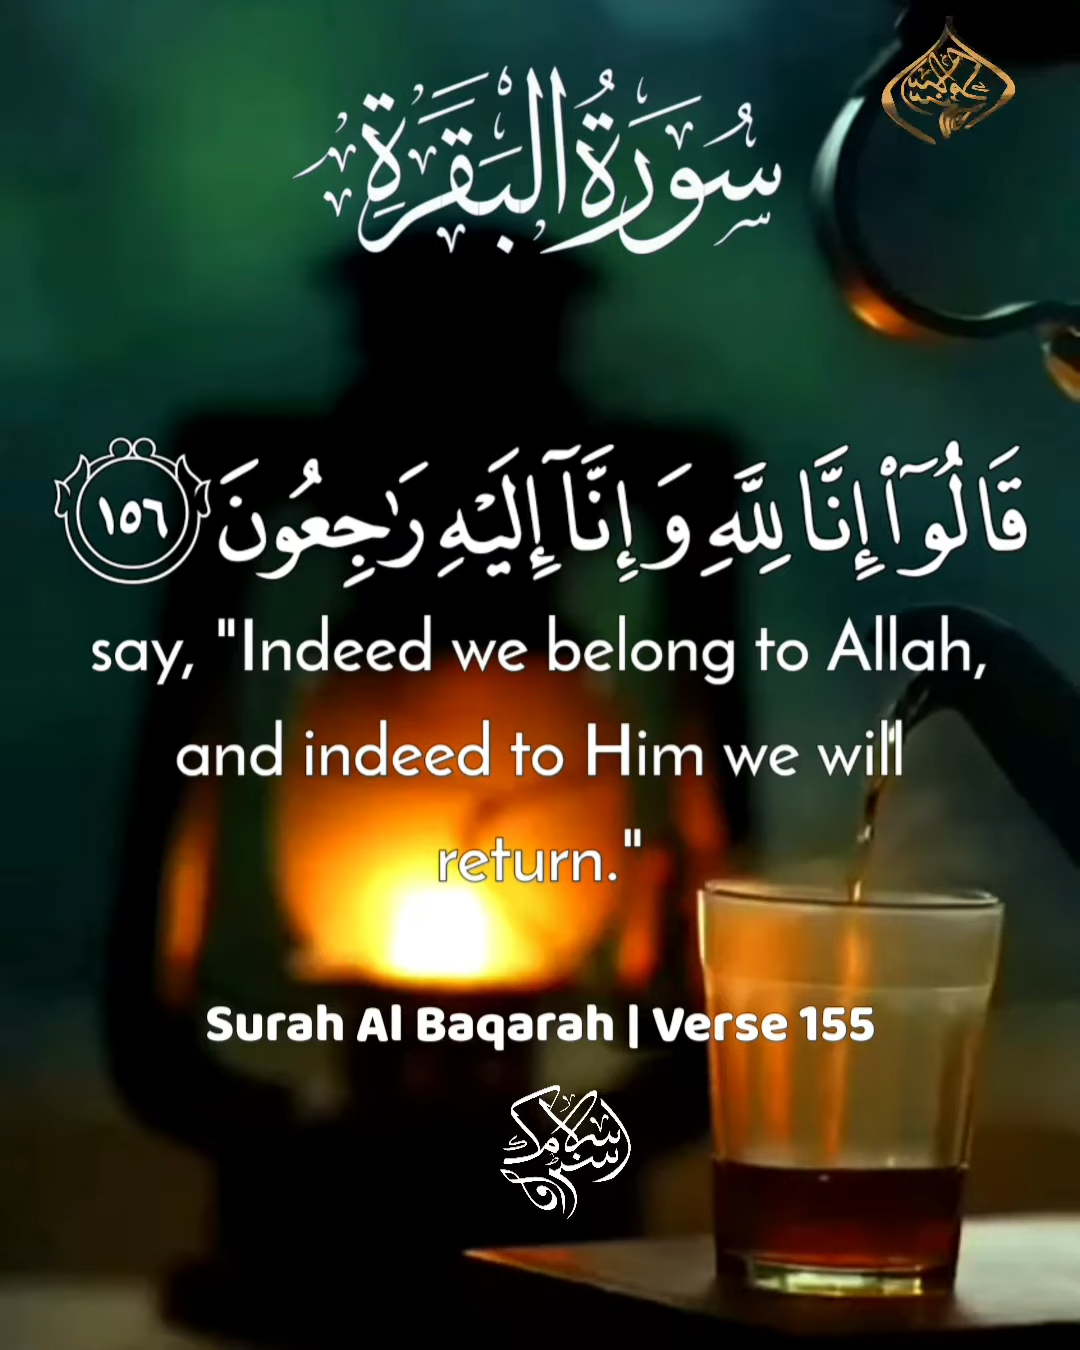 سُورَةُ البَقَرَةِ
قَالُوٓا۟ إِنَّا لِلَّهِ وَإِنَّآ إِلَيْهِ رَٰجِعُونَ ١٥٦
say, "Indeed we belong to Allah,
and indeed to Him we will
return."
Surah Al Baqarah | Verse 155